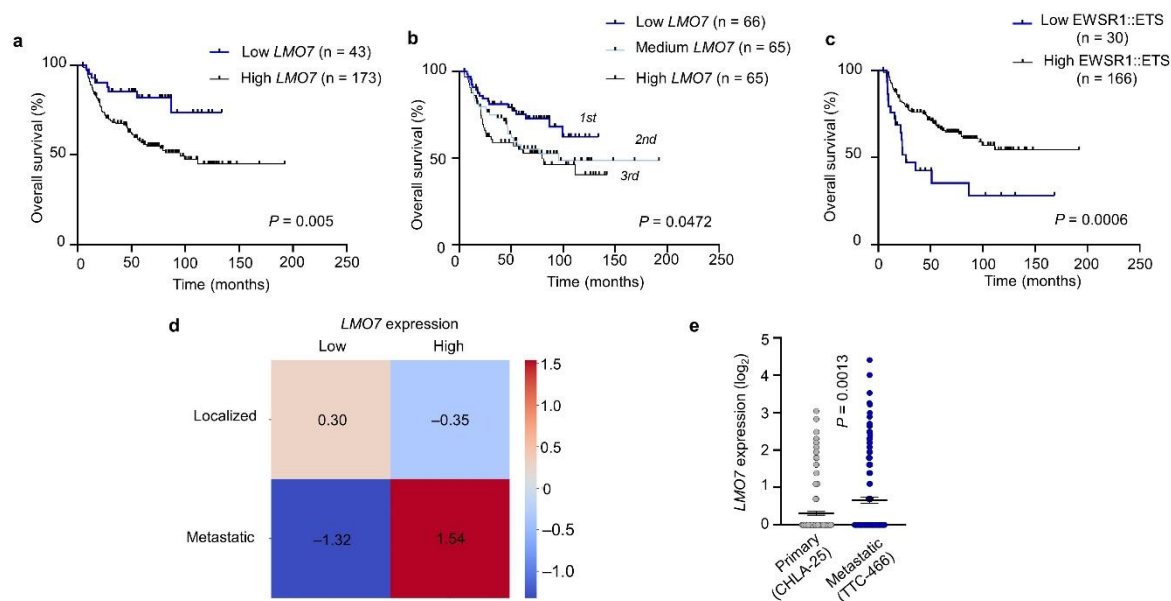 a
Low LMO7 (n = 43)
High LMO7 (n = 173)
Overall survival (%)
100
50
0
0 50 100 150 200 250
Time (months)
P = 0.005
b
Low LMO7 (n = 66)
Medium LMO7 (n = 65)
High LMO7 (n = 65)
Overall survival (%)
100
50
0
0 50 100 150 200 250
Time (months)
1st
2nd
3rd
P = 0.0472
c
Low EWSR1::ETS
(n = 30)
High EWSR1::ETS
(n = 166)
Overall survival (%)
100
50
0
0 50 100 150 200 250
Time (months)
P = 0.0006
d
LMO7 expression
Low High
Localized
0.30 –0.35
Metastatic
–1.32 1.54
1.5
1.0
0.5
0
–0.5
–1.0
e
LMO7 expression (log2)
5
4
3
2
1
0
P = 0.0013
Primary
(CHLA-25)
Metastatic
(TTC-466)